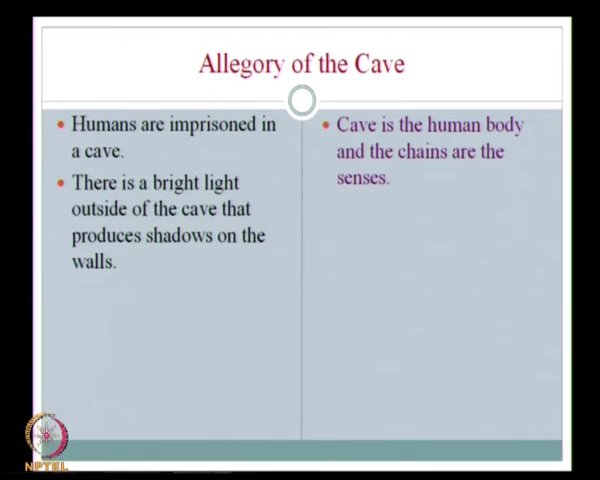 Allegory of the Cave
• Humans are imprisoned in
a cave.
• There is a bright light
outside of the cave that
produces shadows on the
walls.
• Cave is the human body
and the chains are the
senses.
NPTEL